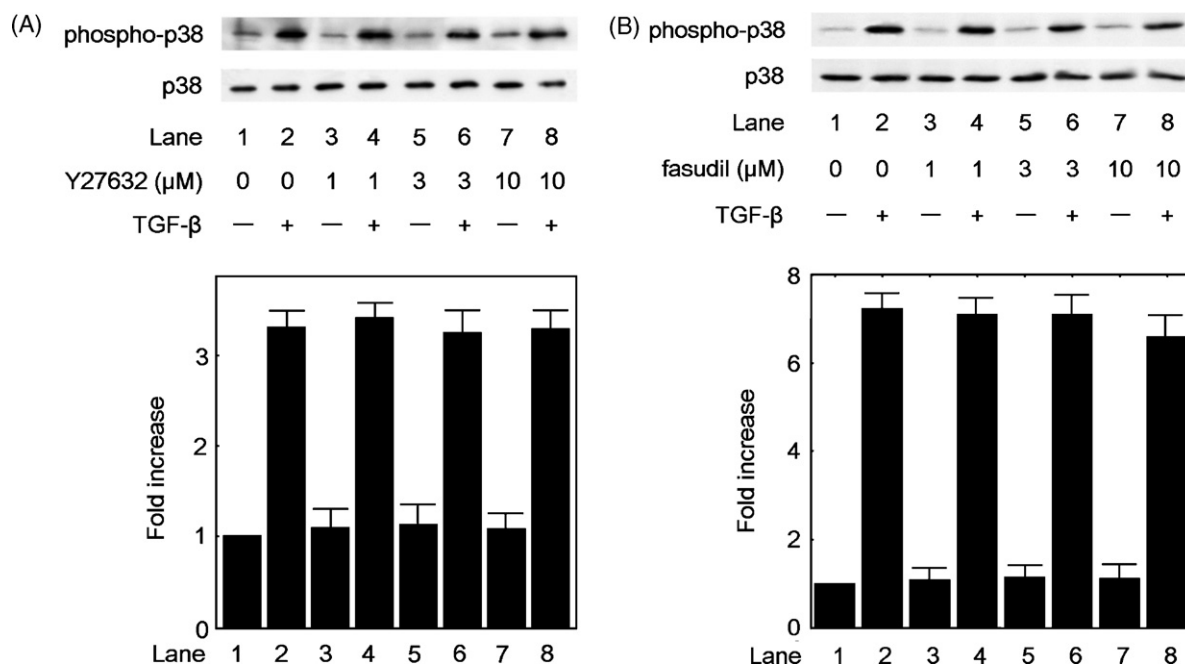 (A)
phospho-p38
p38
Lane 1 2 3 4 5 6 7 8
Y27632 (μM) 0 0 1 1 3 3 10 10
TGF-β — + — + — + — +
Fold increase
3
2
1
0
Lane 1 2 3 4 5 6 7 8
(B)
phospho-p38
p38
Lane 1 2 3 4 5 6 7 8
fasudil (μM) 0 0 1 1 3 3 10 10
TGF-β — + — + — + — +
Fold increase
8
6
4
2
0
Lane 1 2 3 4 5 6 7 8